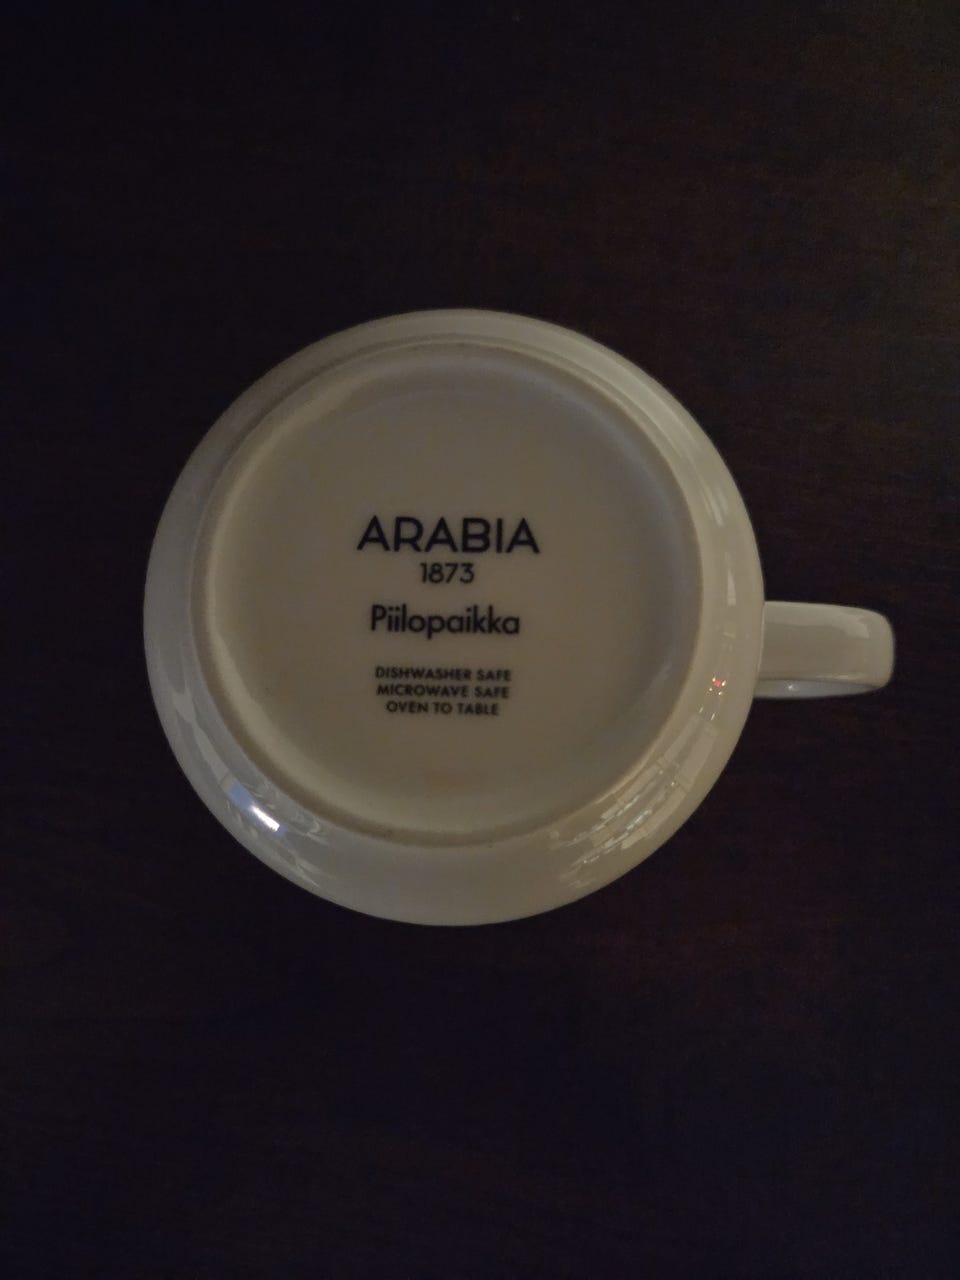 ARABIA
1873
Piilopaikka
DISHWASHER SAFE
MICROWAVE SAFE
OVEN TO TABLE